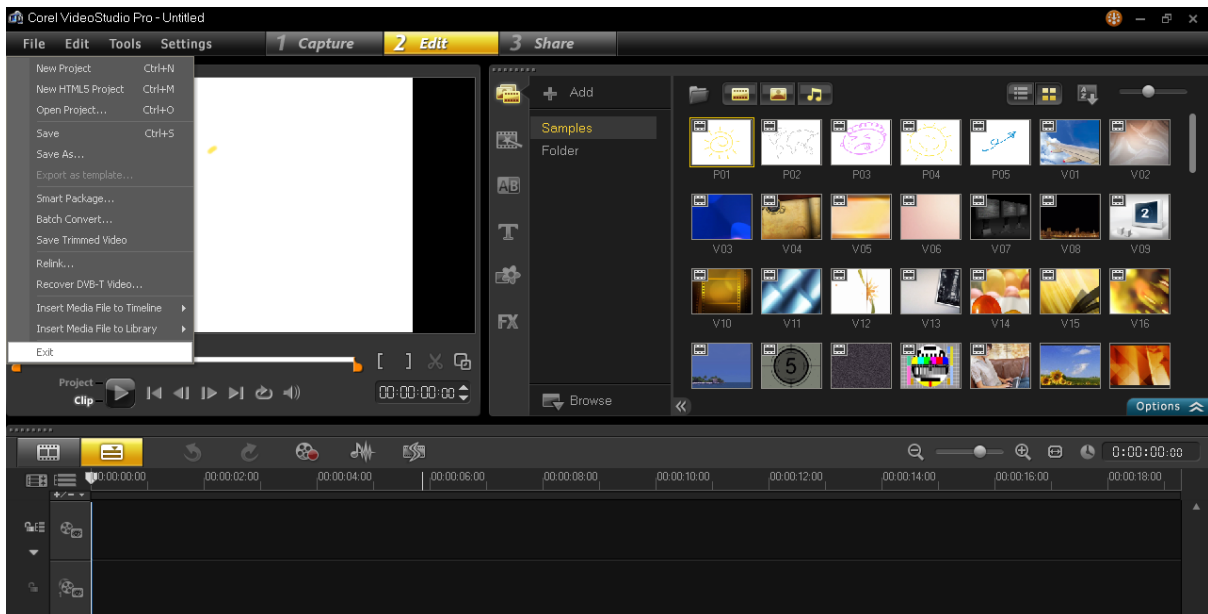 Corel VideoStudio Pro - Untitled
File Edit Tools Settings 1 Capture 2 Edit 3 Share
New Project Ctrl+N
New HTML5 Project Ctrl+M
Open Project... Ctrl+O
Save Ctrl+S
Save As...
Export as template...
Smart Package...
Batch Convert...
Save Trimmed Video
Relink...
Recover DVB-T Video...
Insert Media File to Timeline
Insert Media File to Library
Exit
Project
Clip
00:00:00:00
Add
Samples
Folder
AB
T
FX
Browse
P01 P02 P03 P04 P05 V01 V02
2
V03 V04 V05 V06 V07 V08 V09
V10 V11 V12 V13 V14 V15 V16
5
Options
0:00:00:00
00:00:00:00 00:00:02:00 00:00:04:00 00:00:06:00 00:00:08:00 00:00:10:00 00:00:12:00 00:00:14:00 00:00:16:00 00:00:18:00